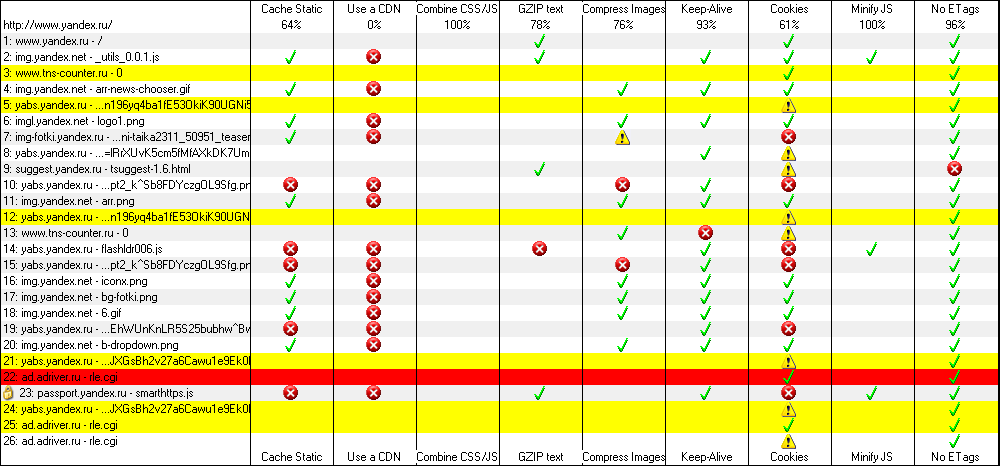 Cache Static Use a CDN Combine CSS/JS GZIP text Compress Images Keep-Alive Cookies Minify JS No ETags
http://www.yandex.ru/ 64% 0% 100% 78% 76% 93% 61% 100% 96%
1: www.yandex.ru - /
2: img.yandex.net - _utils_0.0.1.js
3: www.tns-counter.ru - 0
4: img.yandex.net - arr-news-chooser.gif
5: yabs.yandex.ru - ...n196yq4ba1fE53OkiK90UGNi5
6: imgl.yandex.net - logo1.png
7: img-fotki.yandex.ru - ...ni-taika2311_50951_teaser
8: yabs.yandex.ru - ...=lRrXUvK5cm5fMfAXkDK7Um
9: suggest.yandex.ru - tsuggest-1.6.html
10: yabs.yandex.ru - ...pt2_k^Sb8FDYczgOL9Sfg.pr
11: img.yandex.net - arr.png
12: yabs.yandex.ru - ...n196yq4ba1fE53OkiK90UGN
13: www.tns-counter.ru - 0
14: yabs.yandex.ru - flashldr006.js
15: yabs.yandex.ru - ...pt2_k^Sb8FDYczgOL9Sfg.pr
16: img.yandex.net - iconx.png
17: img.yandex.net - bg-fotki.png
18: img.yandex.net - 6.gif
19: yabs.yandex.ru - ...EhWUnKnLR5S25bubhw^Bv
20: img.yandex.net - b-dropdown.png
21: yabs.yandex.ru - ...JXGsBh2v27a6Cawu1e9Ek0
22: ad.adriver.ru - rle.cgi
23: passport.yandex.ru - smarthttps.js
24: yabs.yandex.ru - ...JXGsBh2v27a6Cawu1e9Ek0
25: ad.adriver.ru - rle.cgi
26: ad.adriver.ru - rle.cgi
Cache Static Use a CDN Combine CSS/JS GZIP text Compress Images Keep-Alive Cookies Minify JS No ETags